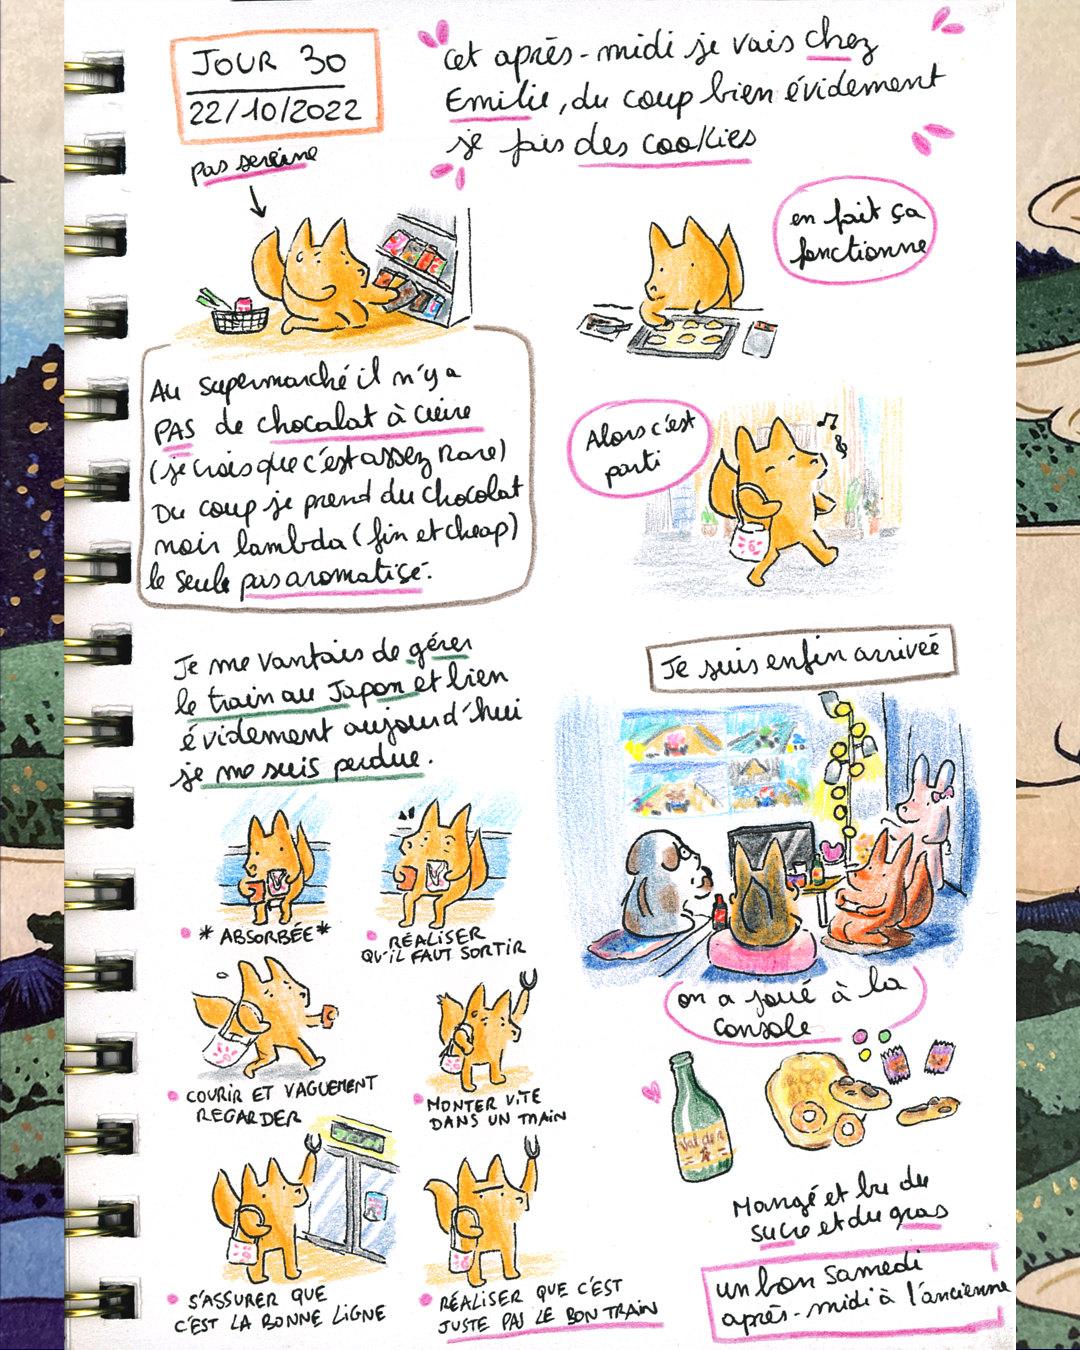 JOUR 30
22/10/2022
Cet après-midi je vais chez
Emilie, du coup bien évidement
je fais des cookies
pas sereine
Au supermarché il n'y a
PAS de chocolat à cuire
(je crois que c'est assez rare)
Du coup je prend du chocolat
noir lambda (fin et cheap)
le seule pas aromatisé.
en fait ça
fonctionne
Alors c'est
parti
Je me vantais de gérer
le train au Japon et bien
évidement aujourd'hui
je me suis perdue.
* ABSORBÉE *
RÉALISER
QU'IL FAUT SORTIR
COURIR ET VAGUEMENT
REGARDER
MONTER VITE
DANS UN TRAIN
S'ASSURER QUE
C'EST LA BONNE LIGNE
RÉALISER QUE C'EST
JUSTE PAS LE BON TRAIN
Je suis enfin arrivée
on a joué à la
console
Val de R
Mangé et bu du
sucre et du gras
un bon samedi
après-midi à l'ancienne